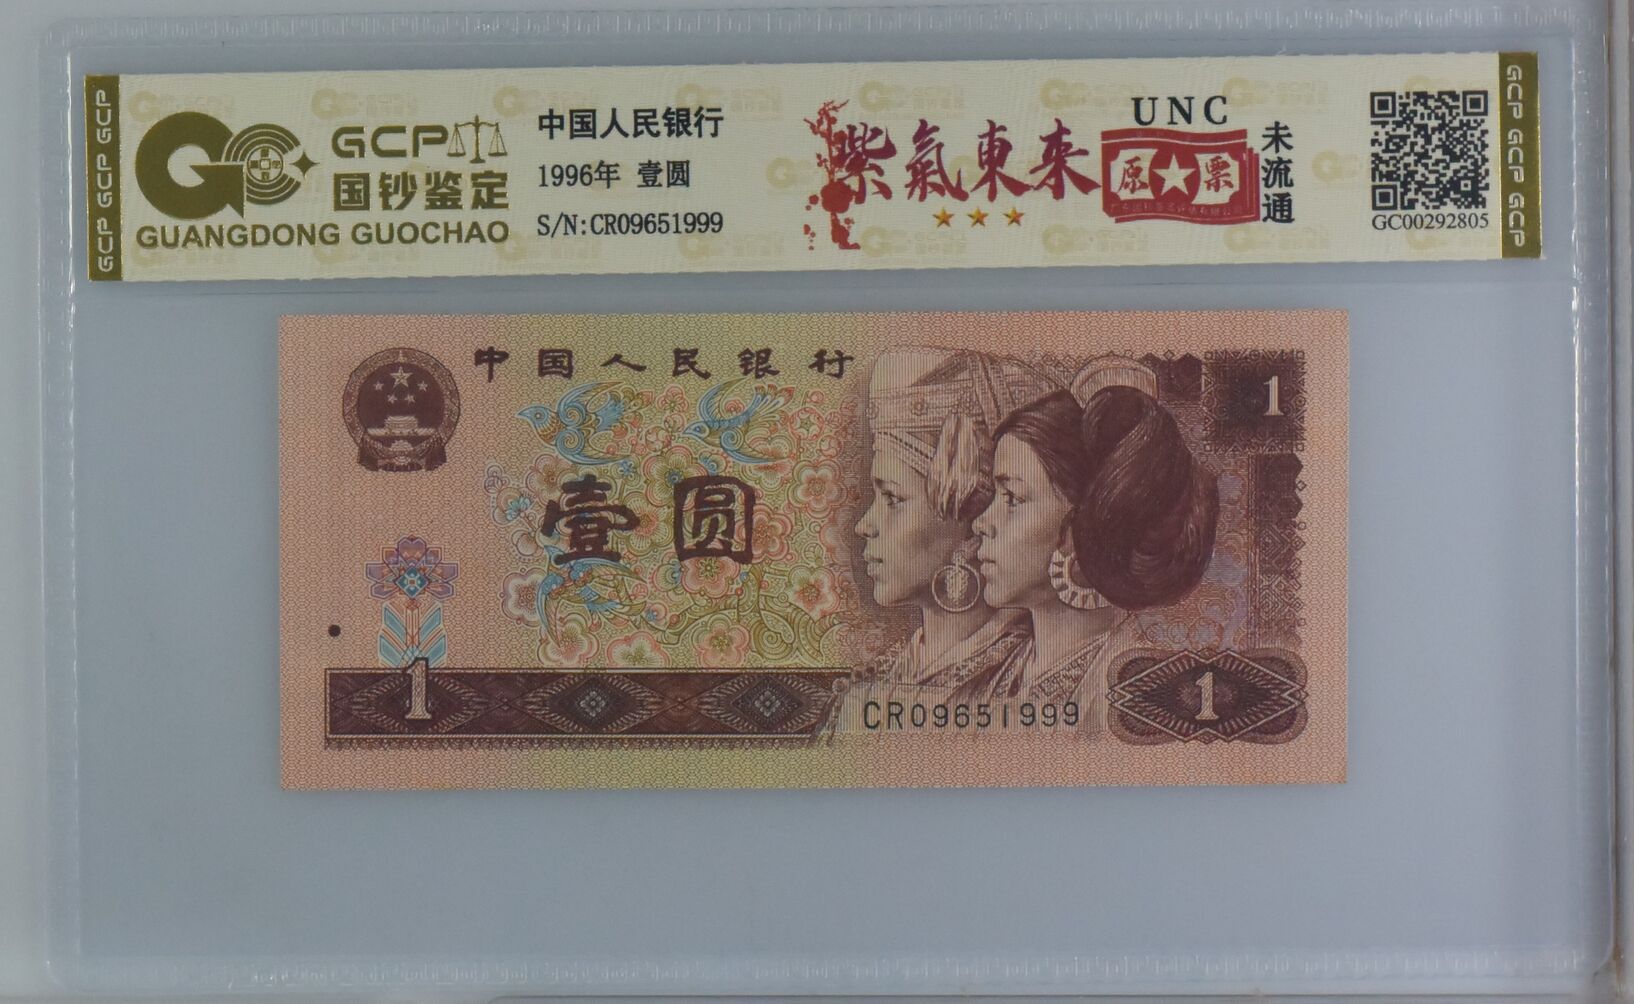 GCP GCP GCP
GCP
国钞鉴定
GUANGDONG GUOCHAO
中国人民银行
1996年 壹圆
S/N:CR09651999
紫氣東来
UNC
原票
未流通
GC00292805
GCP GCP GCP
中国人民银行
1
壹圆
1
CR09651999
1